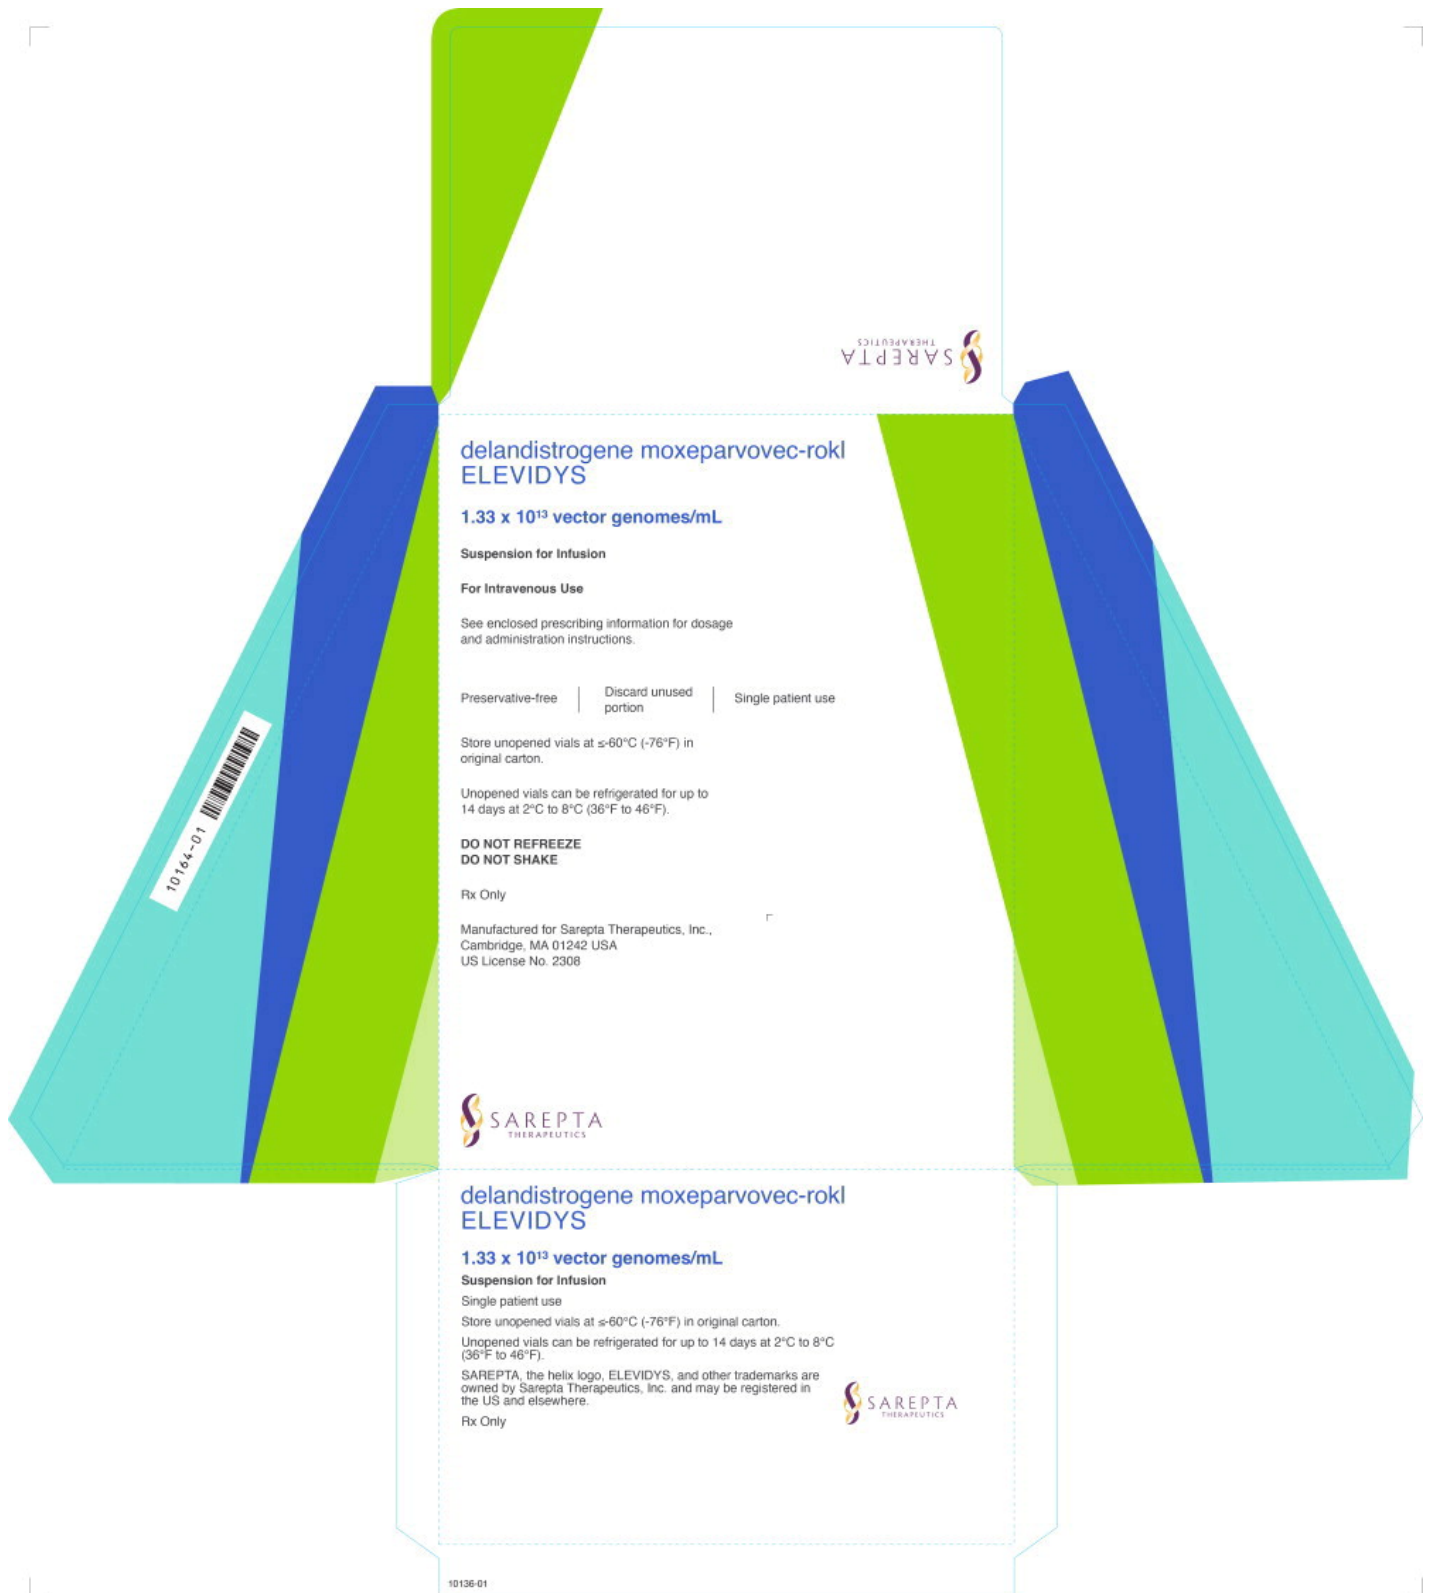 SAREPTA
THERAPEUTICS
delandistrogene moxeparvovec-rokl
ELEVIDYS
1.33 x 10¹³ vector genomes/mL
Suspension for Infusion
For Intravenous Use
See enclosed prescribing information for dosage
and administration instructions.
Preservative-free
Discard unused
portion
Single patient use
Store unopened vials at ≤-60°C (-76°F) in
original carton.
Unopened vials can be refrigerated for up to
14 days at 2°C to 8°C (36°F to 46°F).
DO NOT REFREEZE
DO NOT SHAKE
Rx Only
Manufactured for Sarepta Therapeutics, Inc.,
Cambridge, MA 01242 USA
US License No. 2308
SAREPTA
THERAPEUTICS
10164-01
delandistrogene moxeparvovec-rokl
ELEVIDYS
1.33 x 10¹³ vector genomes/mL
Suspension for Infusion
Single patient use
Store unopened vials at ≤-60°C (-76°F) in original carton.
Unopened vials can be refrigerated for up to 14 days at 2°C to 8°C
(36°F to 46°F).
SAREPTA, the helix logo, ELEVIDYS, and other trademarks are
owned by Sarepta Therapeutics, Inc. and may be registered in
the US and elsewhere.
Rx Only
SAREPTA
THERAPEUTICS
10136-01